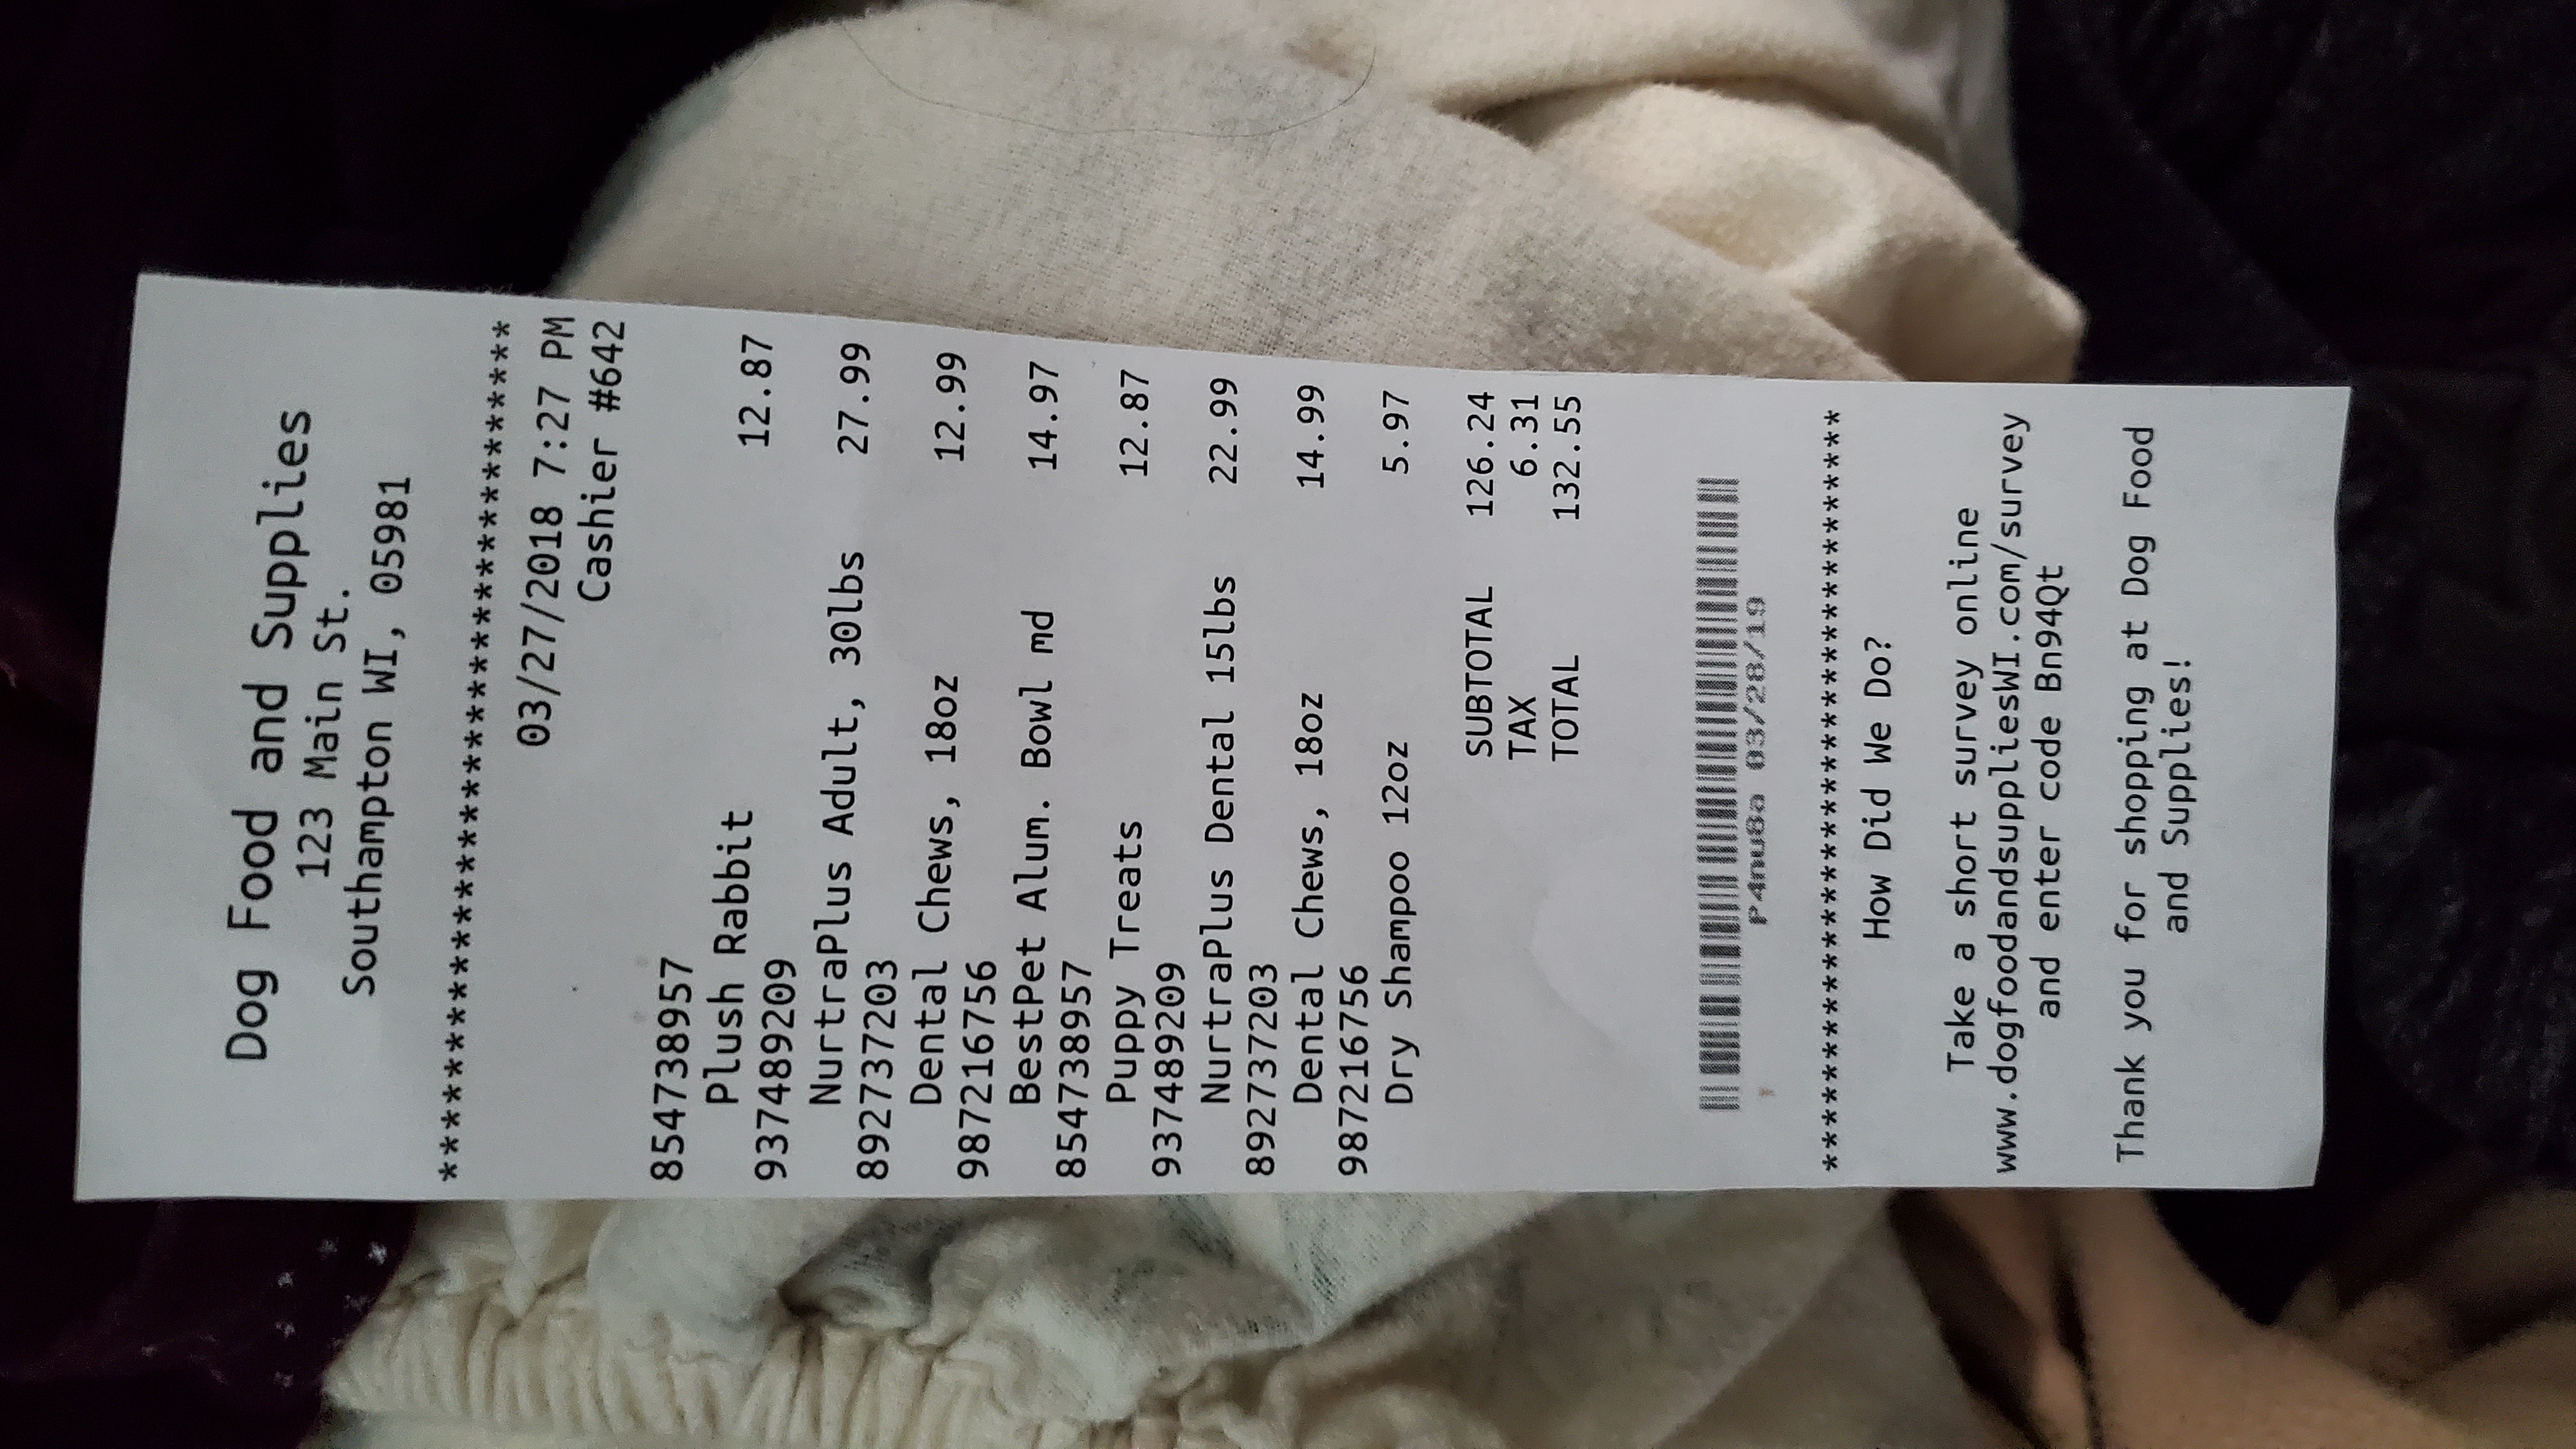 Dog Food and Supplies
123 Main St.
Southampton WI, 05981
**********************************
03/27/2018 7:27 PM
Cashier #642
854738957
Plush Rabbit 12.87
937489209
NurtraPlus Adult, 30lbs 27.99
892737203
Dental Chews, 18oz 12.99
987216756
BestPet Alum. Bowl md 14.97
854738957
Puppy Treats 12.87
937489209
NurtraPlus Dental 15lbs 22.99
892737203
Dental Chews, 18oz 14.99
987216756
Dry Shampoo 12oz 5.97
SUBTOTAL 126.24
TAX 6.31
TOTAL 132.55
P4nu8a 03/28/19
**********************************
How Did We Do?
Take a short survey online
www.dogfoodandsuppliesWI.com/survey
and enter code Bn94Qt
Thank you for shopping at Dog Food
and Supplies!